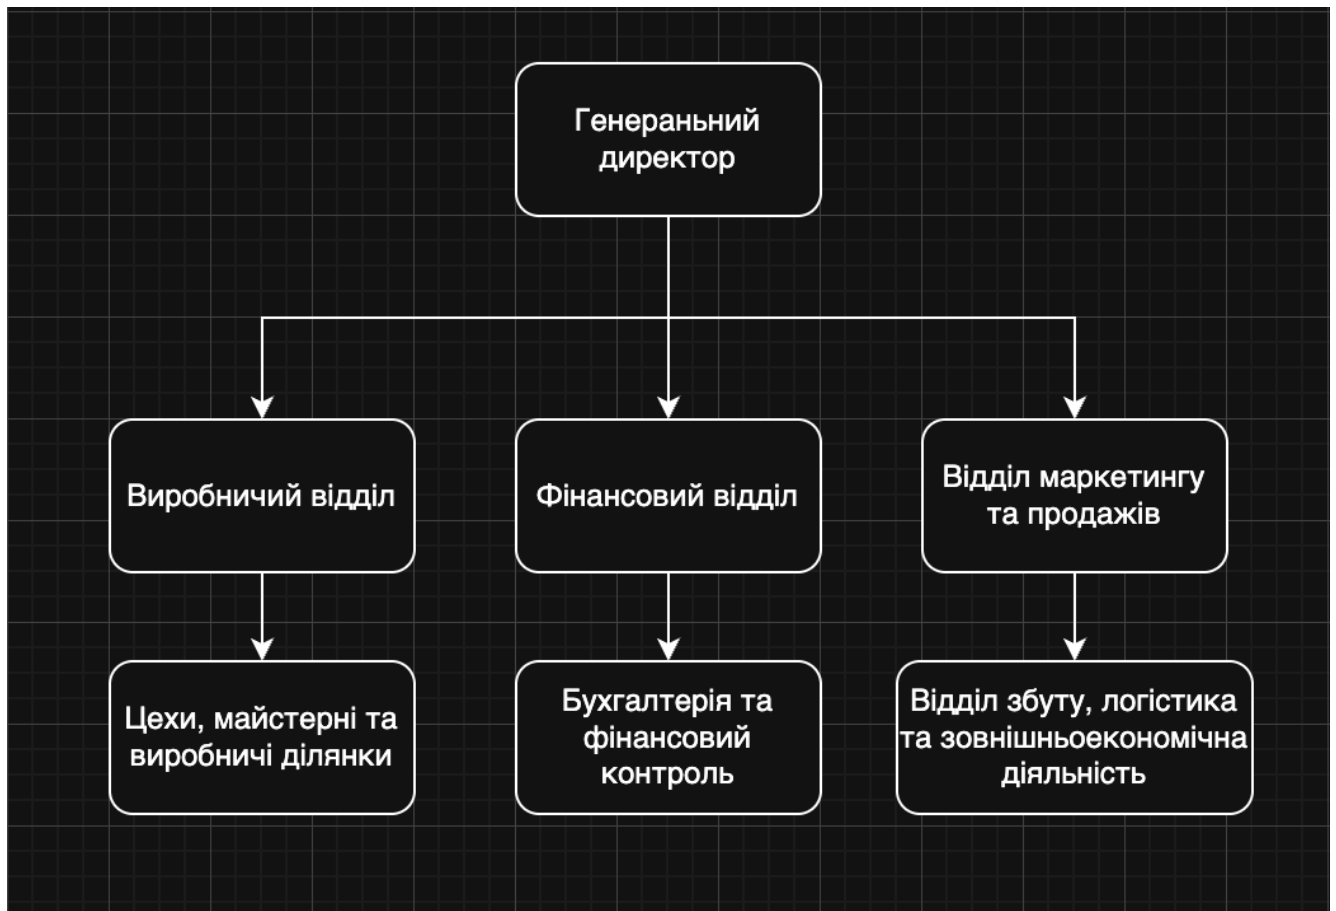 Генераньний
директор
Виробничий відділ
Фінансовий відділ
Відділ маркетингу
та продажів
Цехи, майстерні та
виробничі ділянки
Бухгалтерія та
фінансовий
контроль
Відділ збуту, логістика
та зовнішньоекономічна
діяльність